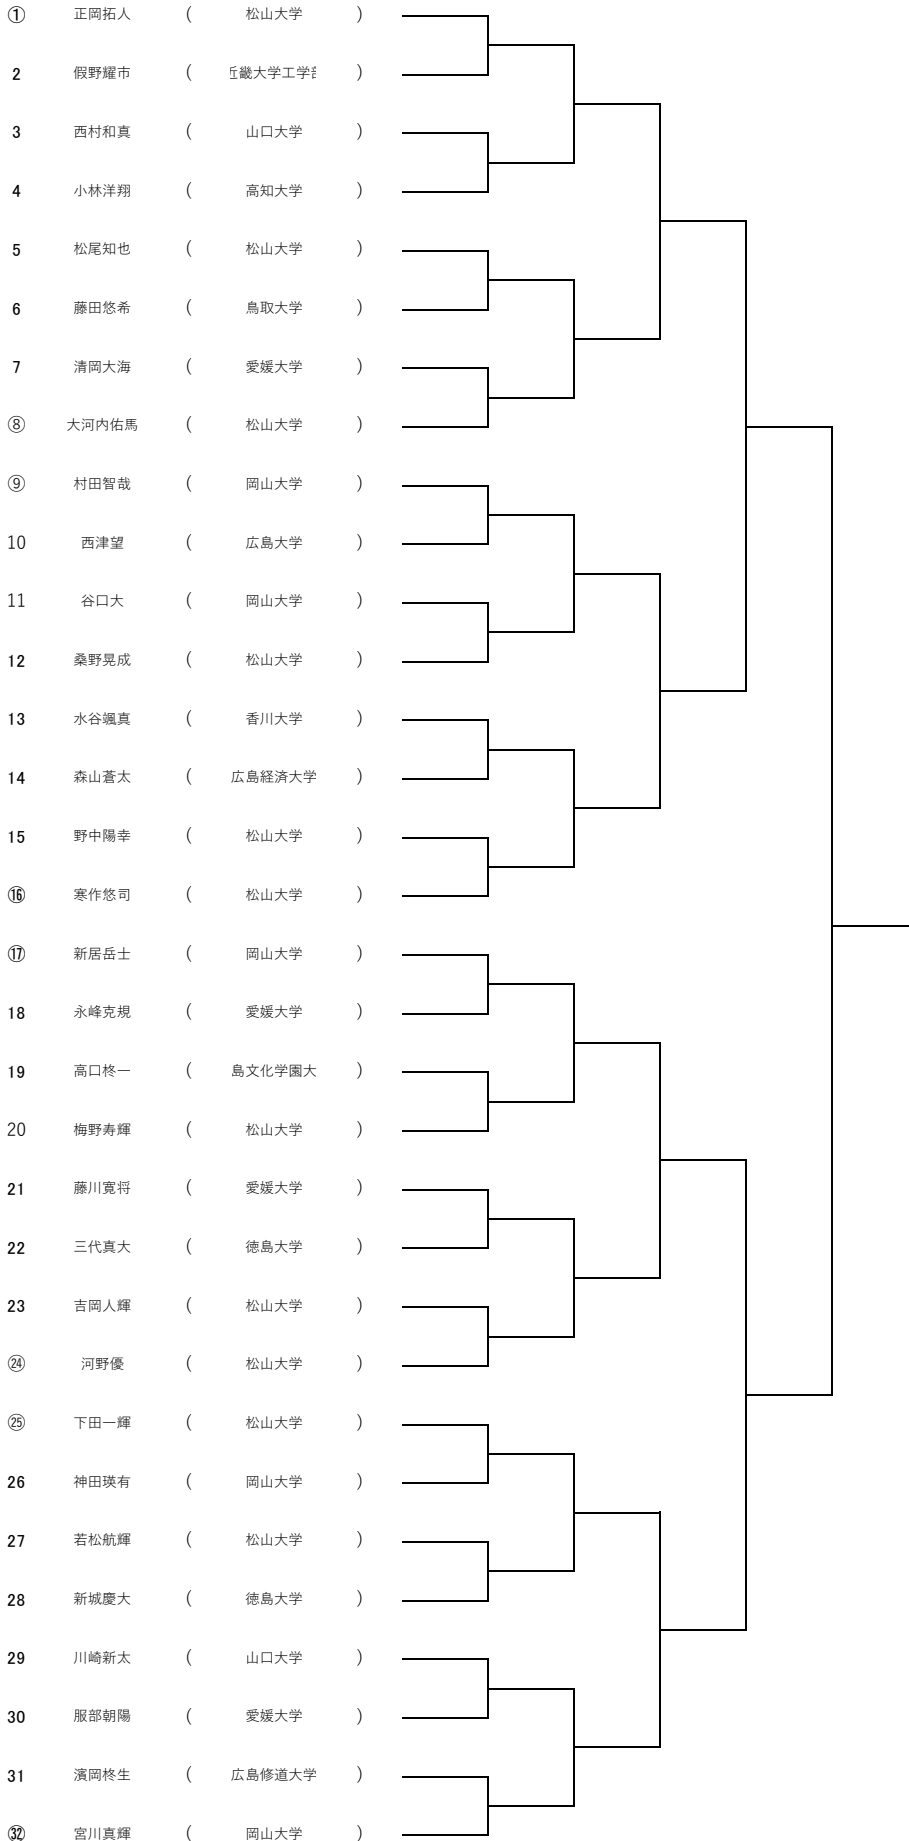 ① 正岡拓人 ( 松山大学 )
2 假野耀市 ( 近畿大学工学部 )
3 西村和真 ( 山口大学 )
4 小林洋翔 ( 高知大学 )
5 松尾知也 ( 松山大学 )
6 藤田悠希 ( 鳥取大学 )
7 清岡大海 ( 愛媛大学 )
⑧ 大河内佑馬 ( 松山大学 )
⑨ 村田智哉 ( 岡山大学 )
10 西津望 ( 広島大学 )
11 谷口大 ( 岡山大学 )
12 桑野晃成 ( 松山大学 )
13 水谷颯真 ( 香川大学 )
14 森山蒼太 ( 広島経済大学 )
15 野中陽幸 ( 松山大学 )
⑯ 寒作悠司 ( 松山大学 )
⑰ 新居岳士 ( 岡山大学 )
18 永峰克規 ( 愛媛大学 )
19 高口柊一 ( 島文化学園大 )
20 梅野寿輝 ( 松山大学 )
21 藤川寛将 ( 愛媛大学 )
22 三代真大 ( 徳島大学 )
23 吉岡人輝 ( 松山大学 )
㉔ 河野優 ( 松山大学 )
㉕ 下田一輝 ( 松山大学 )
26 神田瑛有 ( 岡山大学 )
27 若松航輝 ( 松山大学 )
28 新城慶大 ( 徳島大学 )
29 川崎新太 ( 山口大学 )
30 服部朝陽 ( 愛媛大学 )
31 濱岡柊生 ( 広島修道大学 )
㉜ 宮川真輝 ( 岡山大学 )